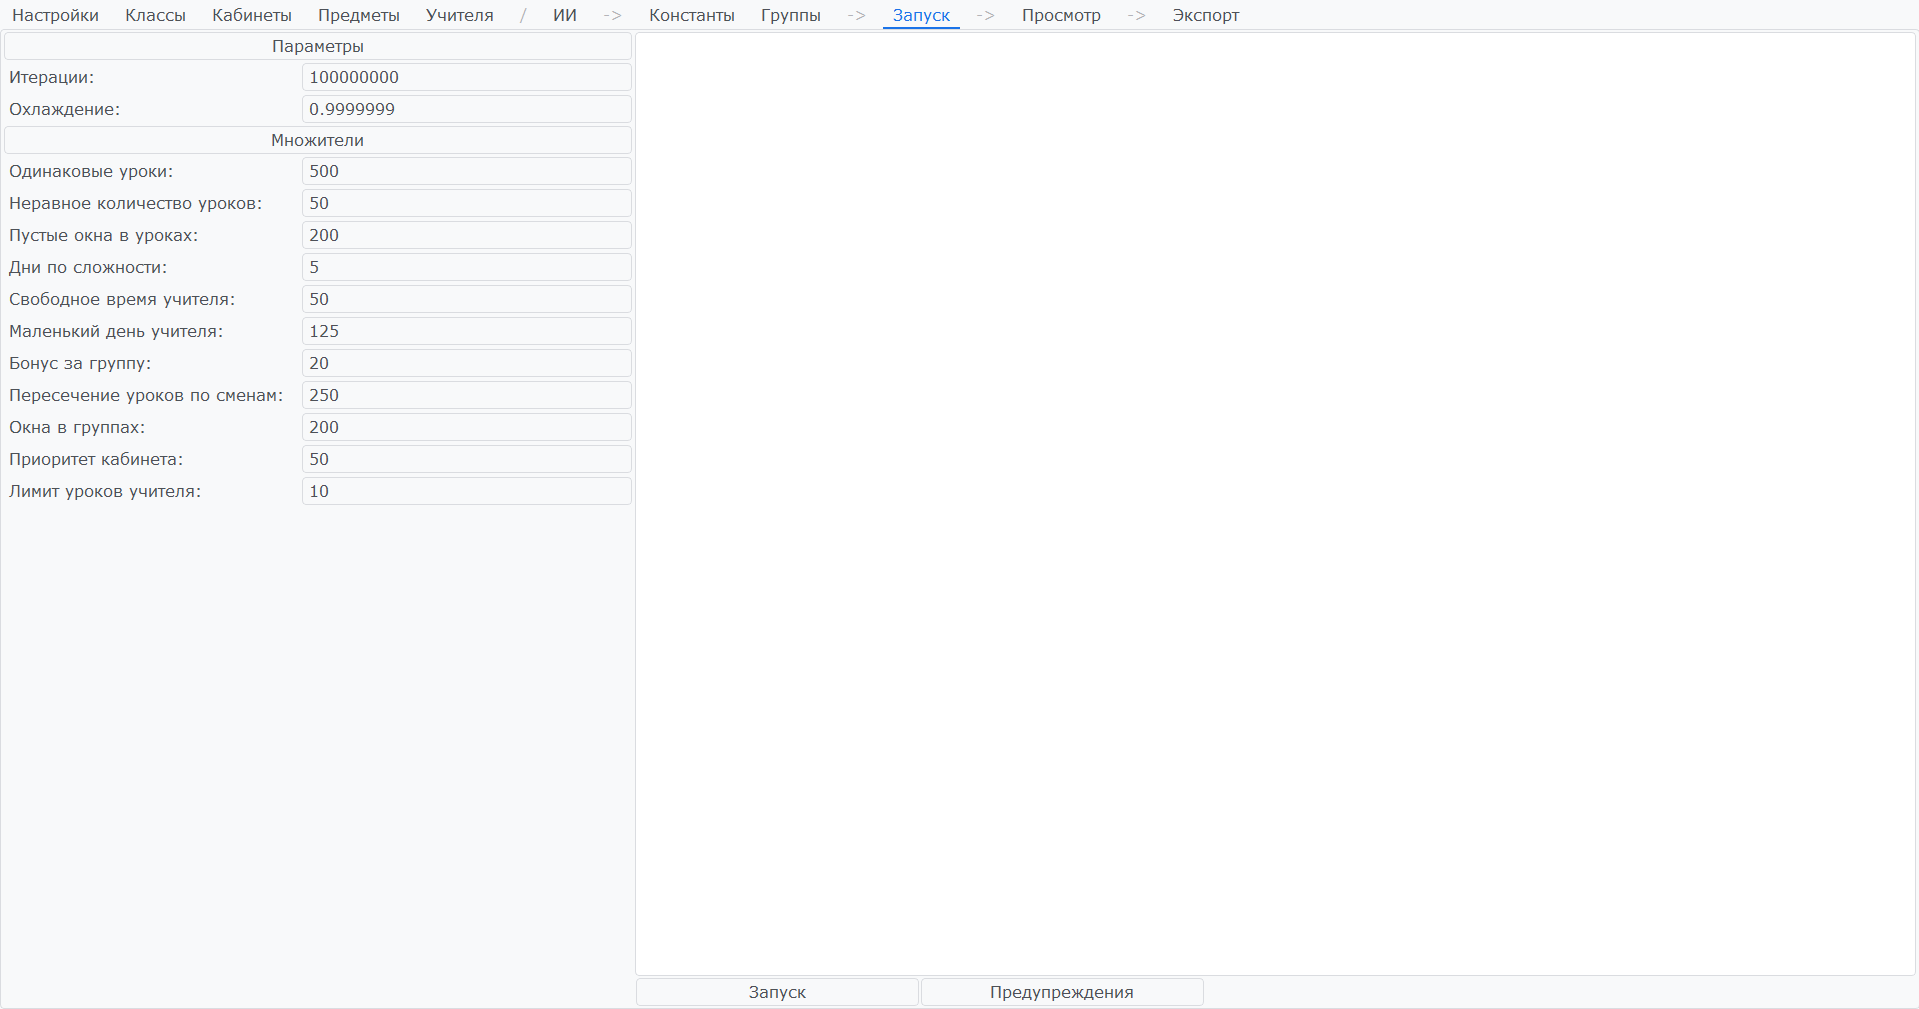 Настройки Классы Кабинеты Предметы Учителя / ИИ -> Константы Группы -> Запуск -> Просмотр -> Экспорт
Параметры
Итерации: 100000000
Охлаждение: 0.9999999
Множители
Одинаковые уроки: 500
Неравное количество уроков: 50
Пустые окна в уроках: 200
Дни по сложности: 5
Свободное время учителя: 50
Маленький день учителя: 125
Бонус за группу: 20
Пересечение уроков по сменам: 250
Окна в группах: 200
Приоритет кабинета: 50
Лимит уроков учителя: 10
Запуск Предупреждения